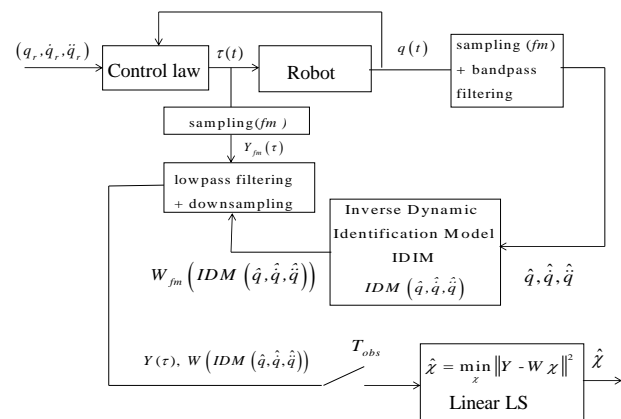 (q_r, q̇_r, q̈_r)
Control law
τ(t)
Robot
q(t)
sampling (fm)
+ bandpass
filtering
sampling(fm)
Y_fm(τ)
lowpass filtering
+ downsampling
Inverse Dynamic
Identification Model
IDIM
IDM (q̂, q̂̇, q̂̈)
W_fm(IDM (q̂, q̂̇, q̂̈))
q̂, q̂̇, q̂̈
Y(τ), W(IDM (q̂, q̂̇, q̂̈))
T_obs
χ̂ = min_χ ‖Y - W χ‖²
Linear LS
χ̂